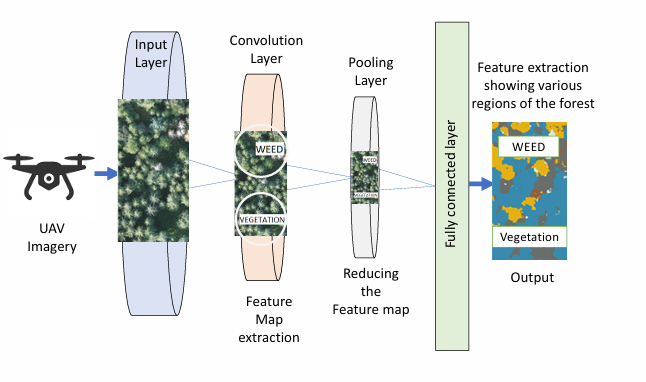 Input
Layer
Convolution
Layer
Pooling
Layer
Feature extraction
showing various
regions of the forest
WEED
VEGETATION
WEED
VEGETATION
Fully connected layer
WEED
Vegetation
UAV
Imagery
Feature
Map
extraction
Reducing
the
Feature map
Output